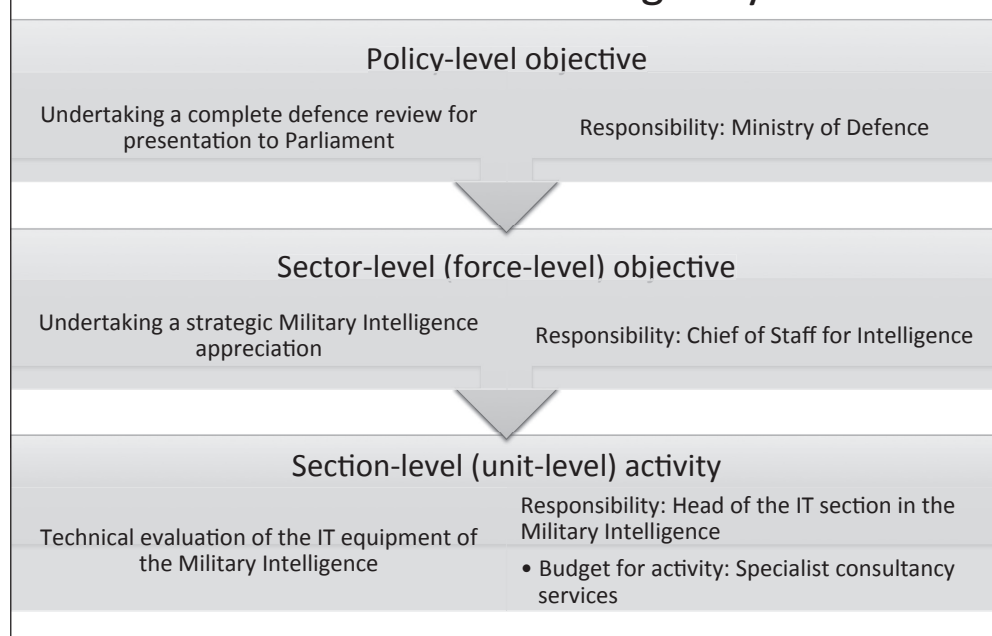 Policy-level objective
Undertaking a complete defence review for
presentation to Parliament
Responsibility: Ministry of Defence
Sector-level (force-level) objective
Undertaking a strategic Military Intelligence
appreciation
Responsibility: Chief of Staff for Intelligence
Section-level (unit-level) activity
Technical evaluation of the IT equipment of
the Military Intelligence
Responsibility: Head of the IT section in the
Military Intelligence
• Budget for activity: Specialist consultancy
services